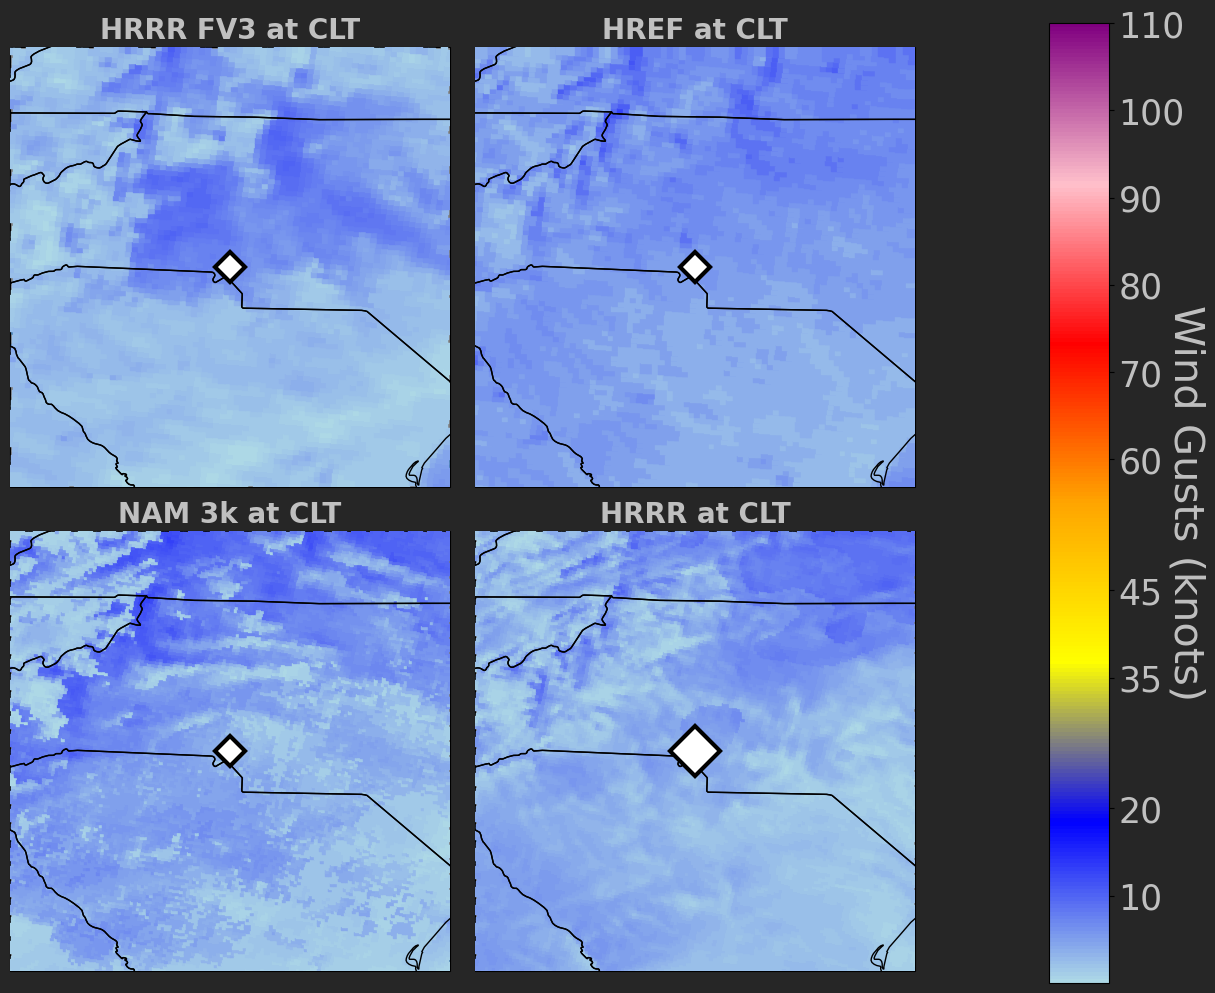 HRRR FV3 at CLT
HREF at CLT
NAM 3k at CLT
HRRR at CLT
110
100
90
80
70
60
45
35
20
10
Wind Gusts (knots)